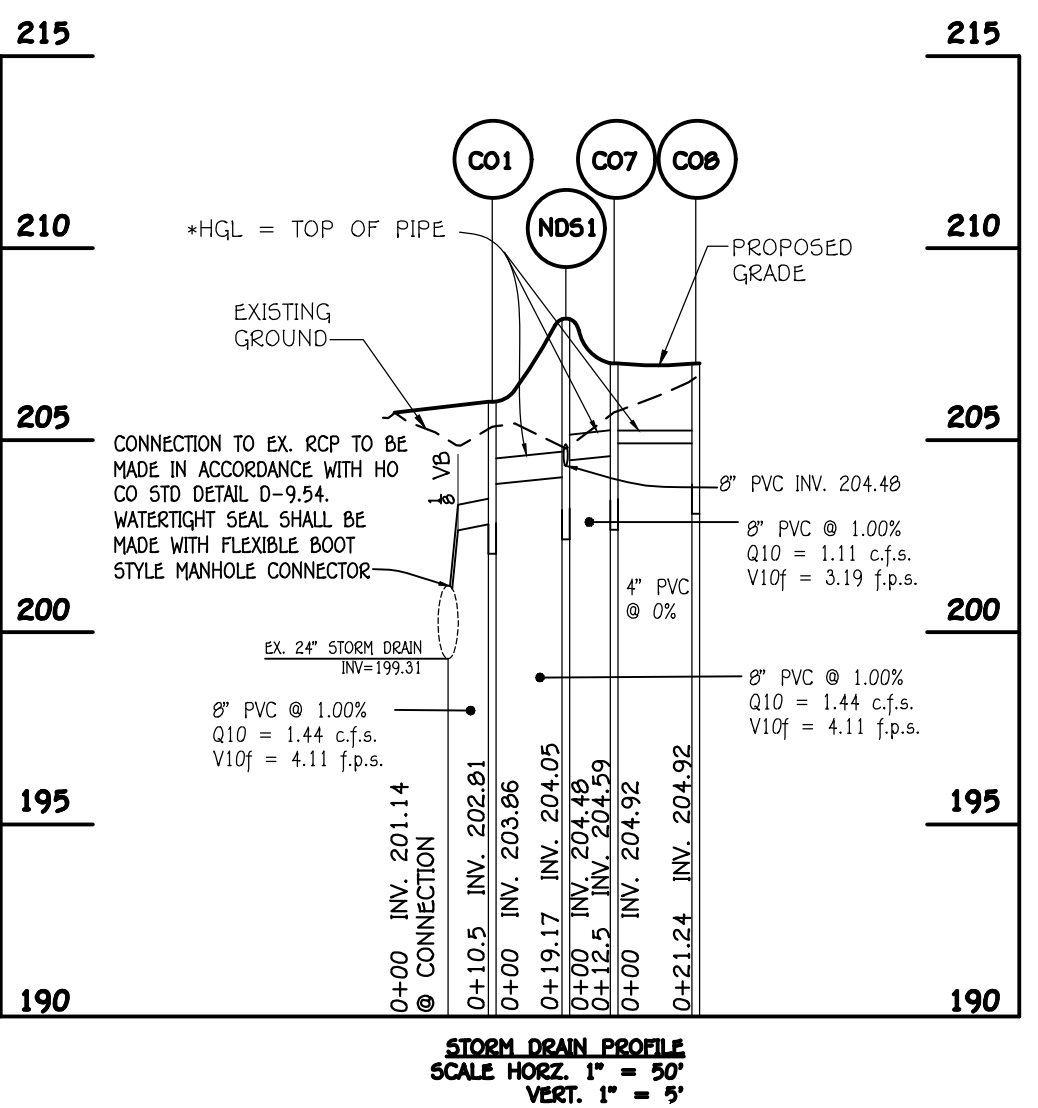 215
215
CO1
CO7
CO8
210
210
NDS1
*HGL = TOP OF PIPE
PROPOSED
GRADE
EXISTING
GROUND
205
205
CONNECTION TO EX. RCP TO BE
MADE IN ACCORDANCE WITH HO
CO STD DETAIL D-9.54.
WATERTIGHT SEAL SHALL BE
MADE WITH FLEXIBLE BOOT
STYLE MANHOLE CONNECTOR
1/8 VB
8" PVC INV. 204.48
8" PVC @ 1.00%
Q10 = 1.11 c.f.s.
V10f = 3.19 f.p.s.
4" PVC
@ 0%
200
200
EX. 24" STORM DRAIN
INV=199.31
8" PVC @ 1.00%
Q10 = 1.44 c.f.s.
V10f = 4.11 f.p.s.
8" PVC @ 1.00%
Q10 = 1.44 c.f.s.
V10f = 4.11 f.p.s.
195
195
0+00 INV. 201.14
@ CONNECTION
0+10.5 INV. 202.81
0+00 INV. 203.86
0+19.17 INV. 204.05
0+00 INV. 204.48
0+12.5 INV. 204.59
0+00 INV. 204.92
0+21.24 INV. 204.92
190
190
STORM DRAIN PROFILE
SCALE HORZ. 1" = 50'
VERT. 1" = 5'